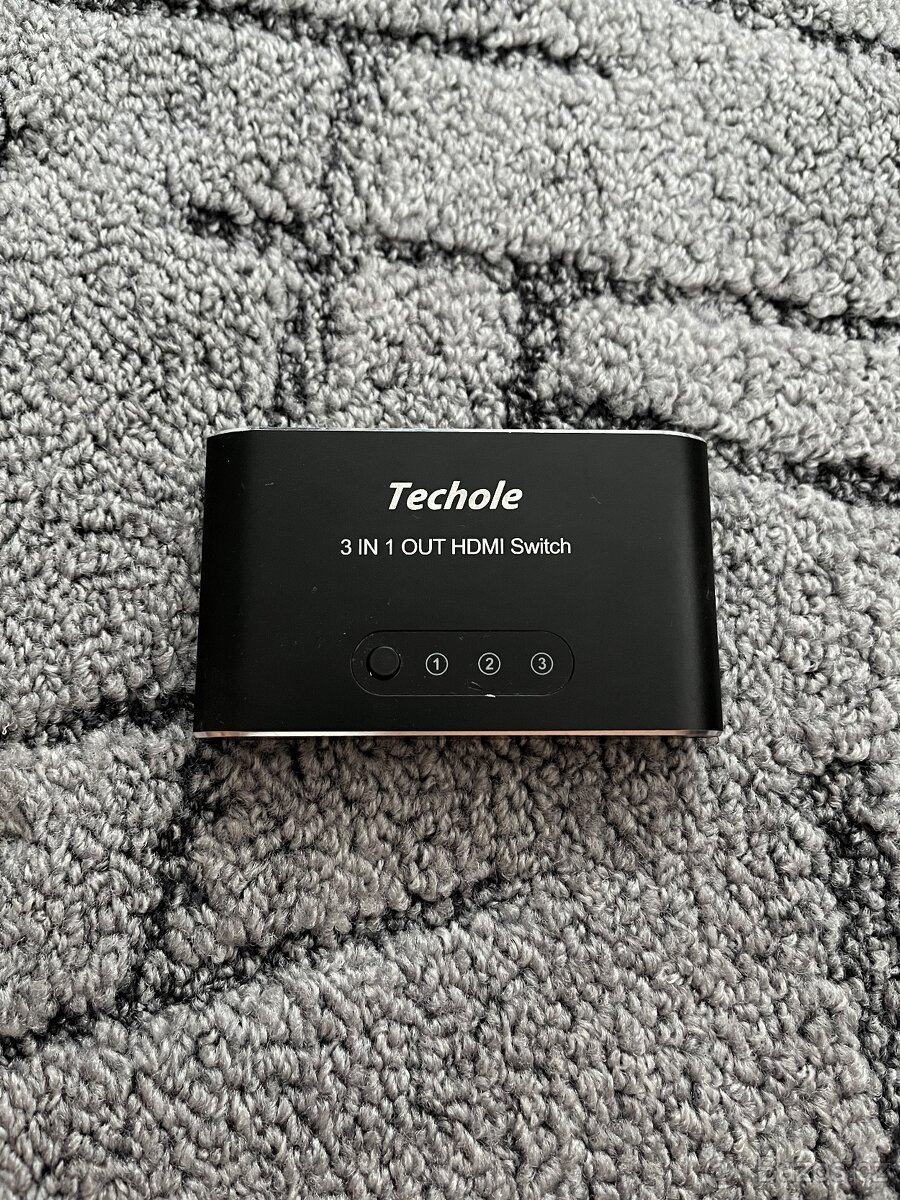 Techole
3 IN 1 OUT HDMI Switch
1 2 3